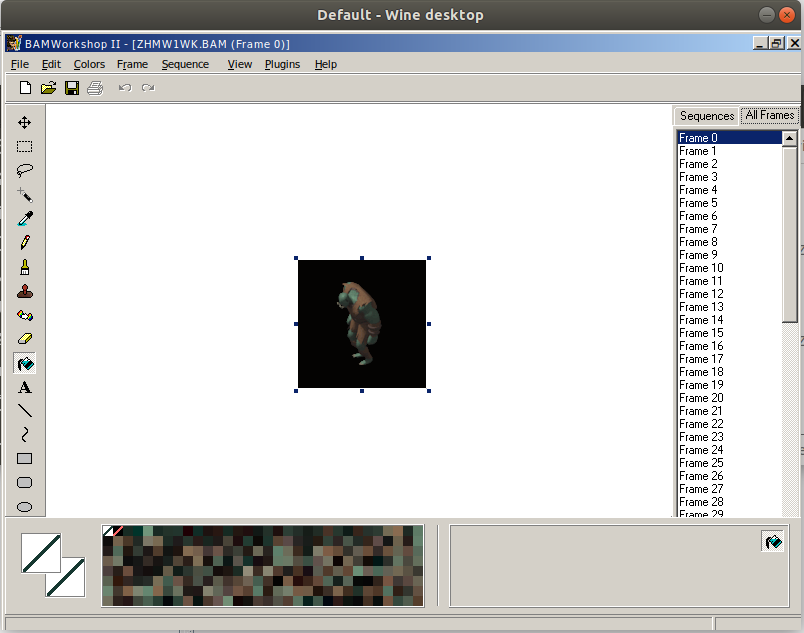 Default - Wine desktop
BAMWorkshop II - [ZHMW1WK.BAM (Frame 0)]
File Edit Colors Frame Sequence View Plugins Help
Sequences All Frames
Frame 0
Frame 1
Frame 2
Frame 3
Frame 4
Frame 5
Frame 6
Frame 7
Frame 8
Frame 9
Frame 10
Frame 11
Frame 12
Frame 13
Frame 14
Frame 15
Frame 16
Frame 17
Frame 18
Frame 19
Frame 20
Frame 21
Frame 22
Frame 23
Frame 24
Frame 25
Frame 26
Frame 27
Frame 28
Frame 29
A